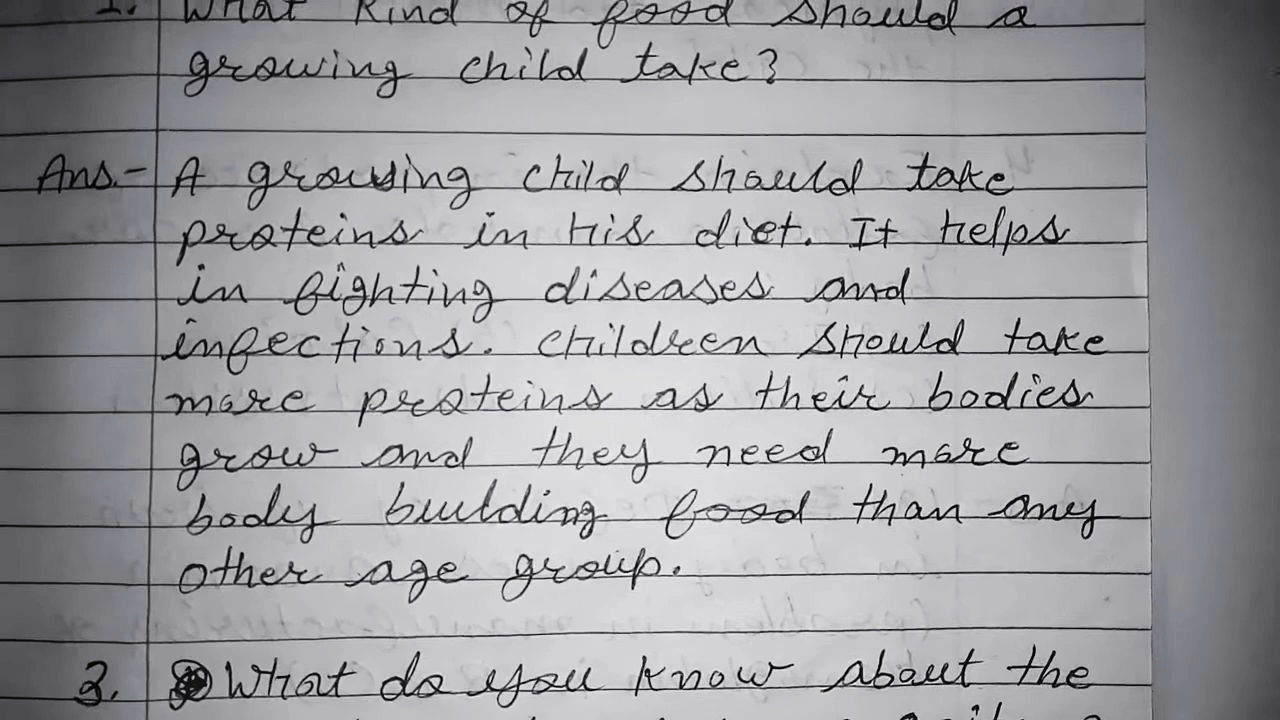 1. What kind of food should a
growing child take?
Ans.- A growing child should take
proteins in his diet. It helps
in fighting diseases and
infections. Children should take
more proteins as their bodies
grow and they need more
body building food than any
other age group.
3. What do you know about the